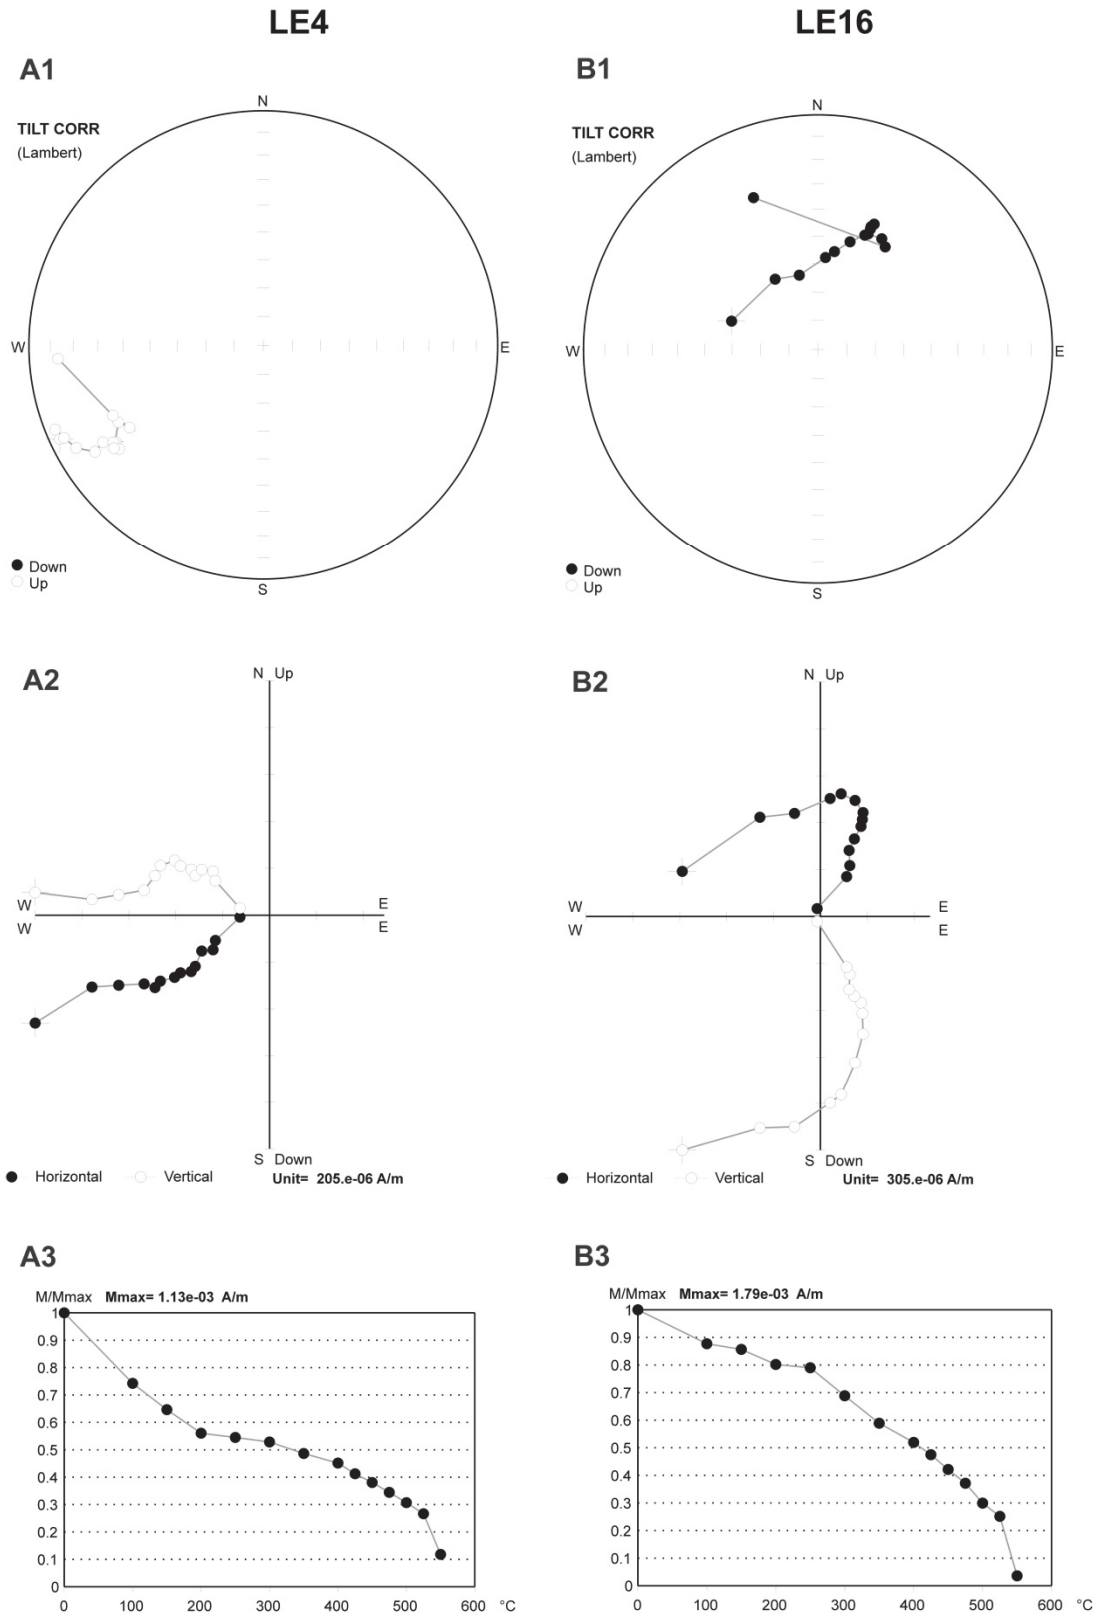 LE4
LE16
A1
TILT CORR
(Lambert)
N
W
E
S
Down
Up
B1
TILT CORR
(Lambert)
N
W
E
S
Down
Up
A2
N Up
W
W
E
E
S Down
Horizontal Vertical Unit= 205.e-06 A/m
B2
N Up
W
W
E
E
S Down
Horizontal Vertical Unit= 305.e-06 A/m
A3
M/Mmax Mmax= 1.13e-03 A/m
1
0.9
0.8
0.7
0.6
0.5
0.4
0.3
0.2
0.1
0
0 100 200 300 400 500 600 °C
B3
M/Mmax Mmax= 1.79e-03 A/m
1
0.9
0.8
0.7
0.6
0.5
0.4
0.3
0.2
0.1
0
0 100 200 300 400 500 600 °C